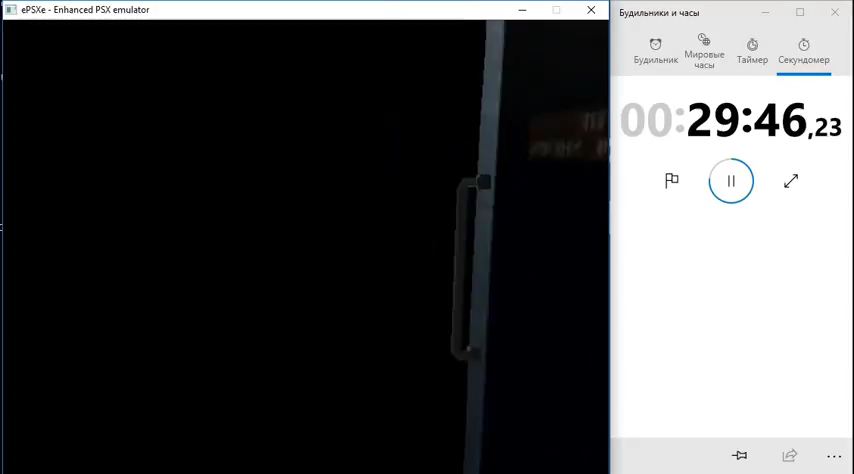 ePSXe - Enhanced PSX emulator
Будильники и часы
Будильник
Мировые часы
Таймер
Секундомер
00:29:46,23